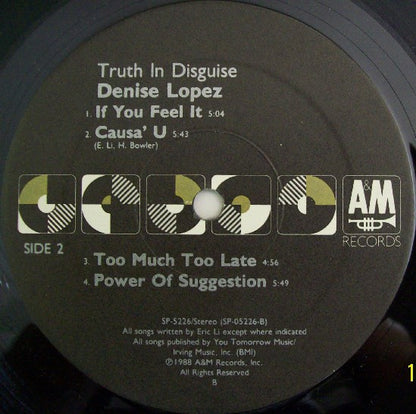 Truth In Disguise
Denise Lopez
1. If You Feel It 5:04
2. Causa' U 5:43
(E. Li, H. Bowler)
A&M
RECORDS
SIDE 2
3. Too Much Too Late 4:56
4. Power Of Suggestion 5:49
SP-5226/Stereo (SP-05226-B)
All songs written by Eric Li except where indicated
All songs published by You Tomorrow Music/
Irving Music, Inc. (BMI)
℗1988 A&M Records, Inc.
All Rights Reserved
B
1